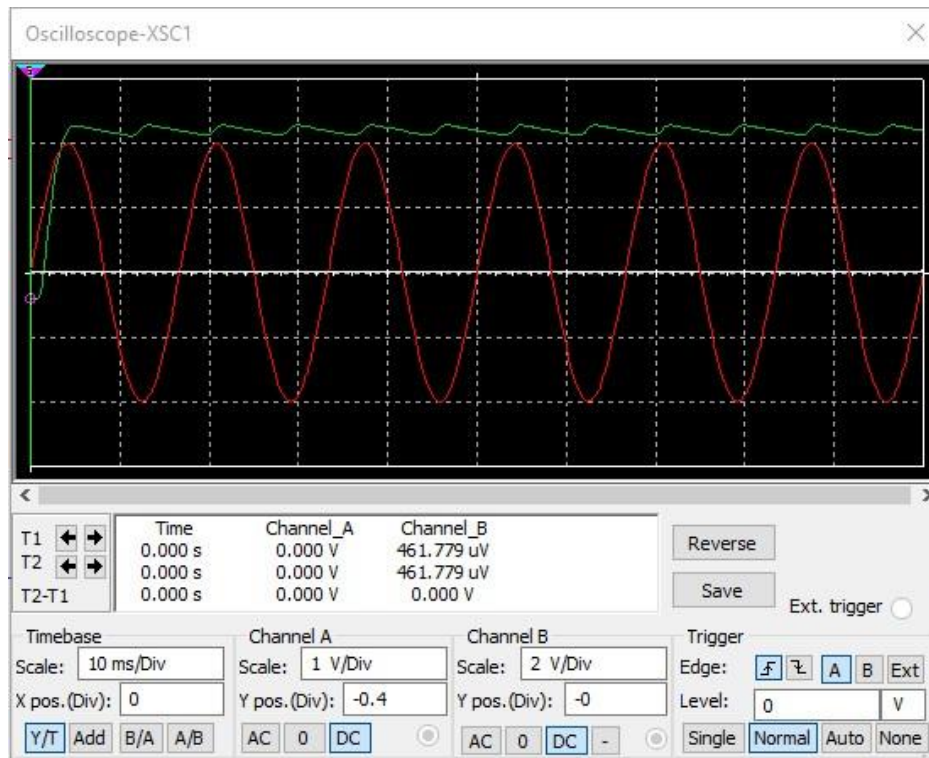 Oscilloscope-XSC1
T1
T2
T2-T1
Time Channel_A Channel_B
0.000 s 0.000 V 461.779 uV
0.000 s 0.000 V 461.779 uV
0.000 s 0.000 V 0.000 V
Reverse
Save
Ext. trigger
Timebase
Scale: 10 ms/Div
X pos.(Div): 0
Y/T Add B/A A/B
Channel A
Scale: 1 V/Div
Y pos.(Div): -0.4
AC 0 DC
Channel B
Scale: 2 V/Div
Y pos.(Div): -0
AC 0 DC -
Trigger
Edge: A B Ext
Level: 0 V
Single Normal Auto None